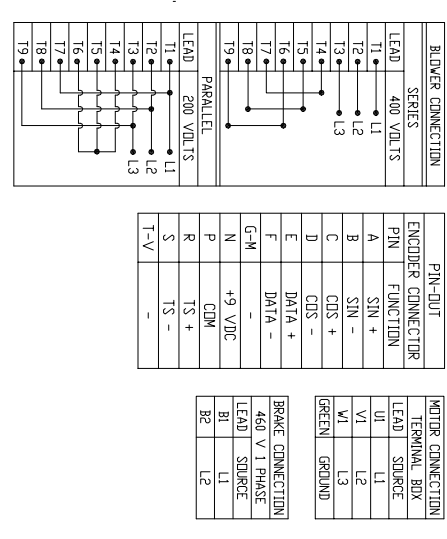 BLOWER CONNECTION
SERIES
LEAD 400 VOLTS
T1 L1
T2 L2
T3 L3
T4
T5
T6
T7
T8
T9
PARALLEL
LEAD 200 VOLTS
T1 L1
T2 L2
T3 L3
T4
T5
T6
T7
T8
T9
PIN-OUT
ENCODER CONNECTOR
PIN FUNCTION
A SIN +
B SIN -
C COS +
D COS -
E DATA +
F DATA -
G-M -
N +9 VDC
P COM
R TS +
S TS -
T-V -
MOTOR CONNECTION
TERMINAL BOX
LEAD SOURCE
U1 L1
V1 L2
W1 L3
GREEN GROUND
BRAKE CONNECTION
460 V 1 PHASE
LEAD SOURCE
B1 L1
B2 L2